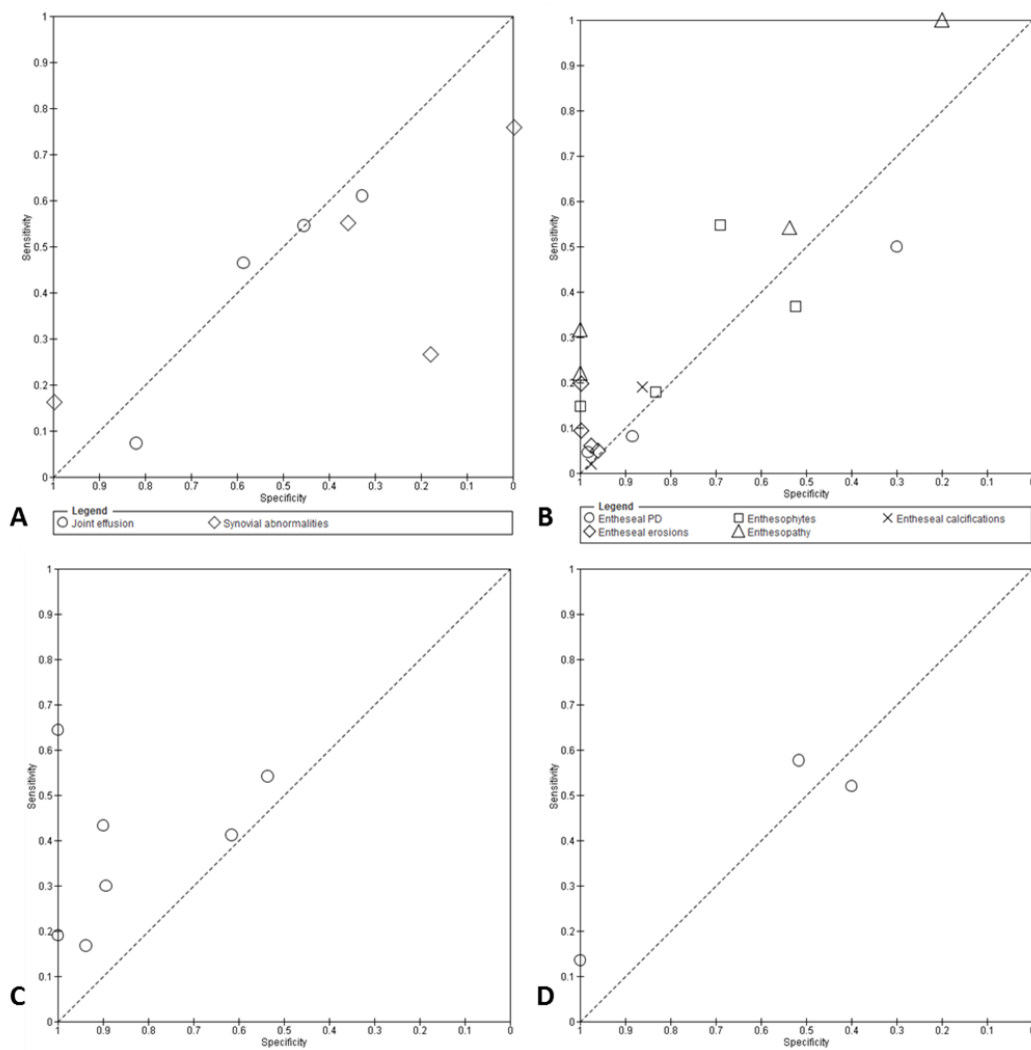 1
0.9
0.8
0.7
0.6
0.5
0.4
0.3
0.2
0.1
0
Sensitivity
1 0.9 0.8 0.7 0.6 0.5 0.4 0.3 0.2 0.1 0
Specificity
A
Legend
Joint effusion Synovial abnormalities
1
0.9
0.8
0.7
0.6
0.5
0.4
0.3
0.2
0.1
0
Sensitivity
1 0.9 0.8 0.7 0.6 0.5 0.4 0.3 0.2 0.1 0
Specificity
B
Legend
Entheseal PD Enthesophytes Entheseal calcifications
Entheseal erosions Enthesopathy
1
0.9
0.8
0.7
0.6
0.5
0.4
0.3
0.2
0.1
0
Sensitivity
1 0.9 0.8 0.7 0.6 0.5 0.4 0.3 0.2 0.1 0
Specificity
C
1
0.9
0.8
0.7
0.6
0.5
0.4
0.3
0.2
0.1
0
Sensitivity
1 0.9 0.8 0.7 0.6 0.5 0.4 0.3 0.2 0.1 0
Specificity
D